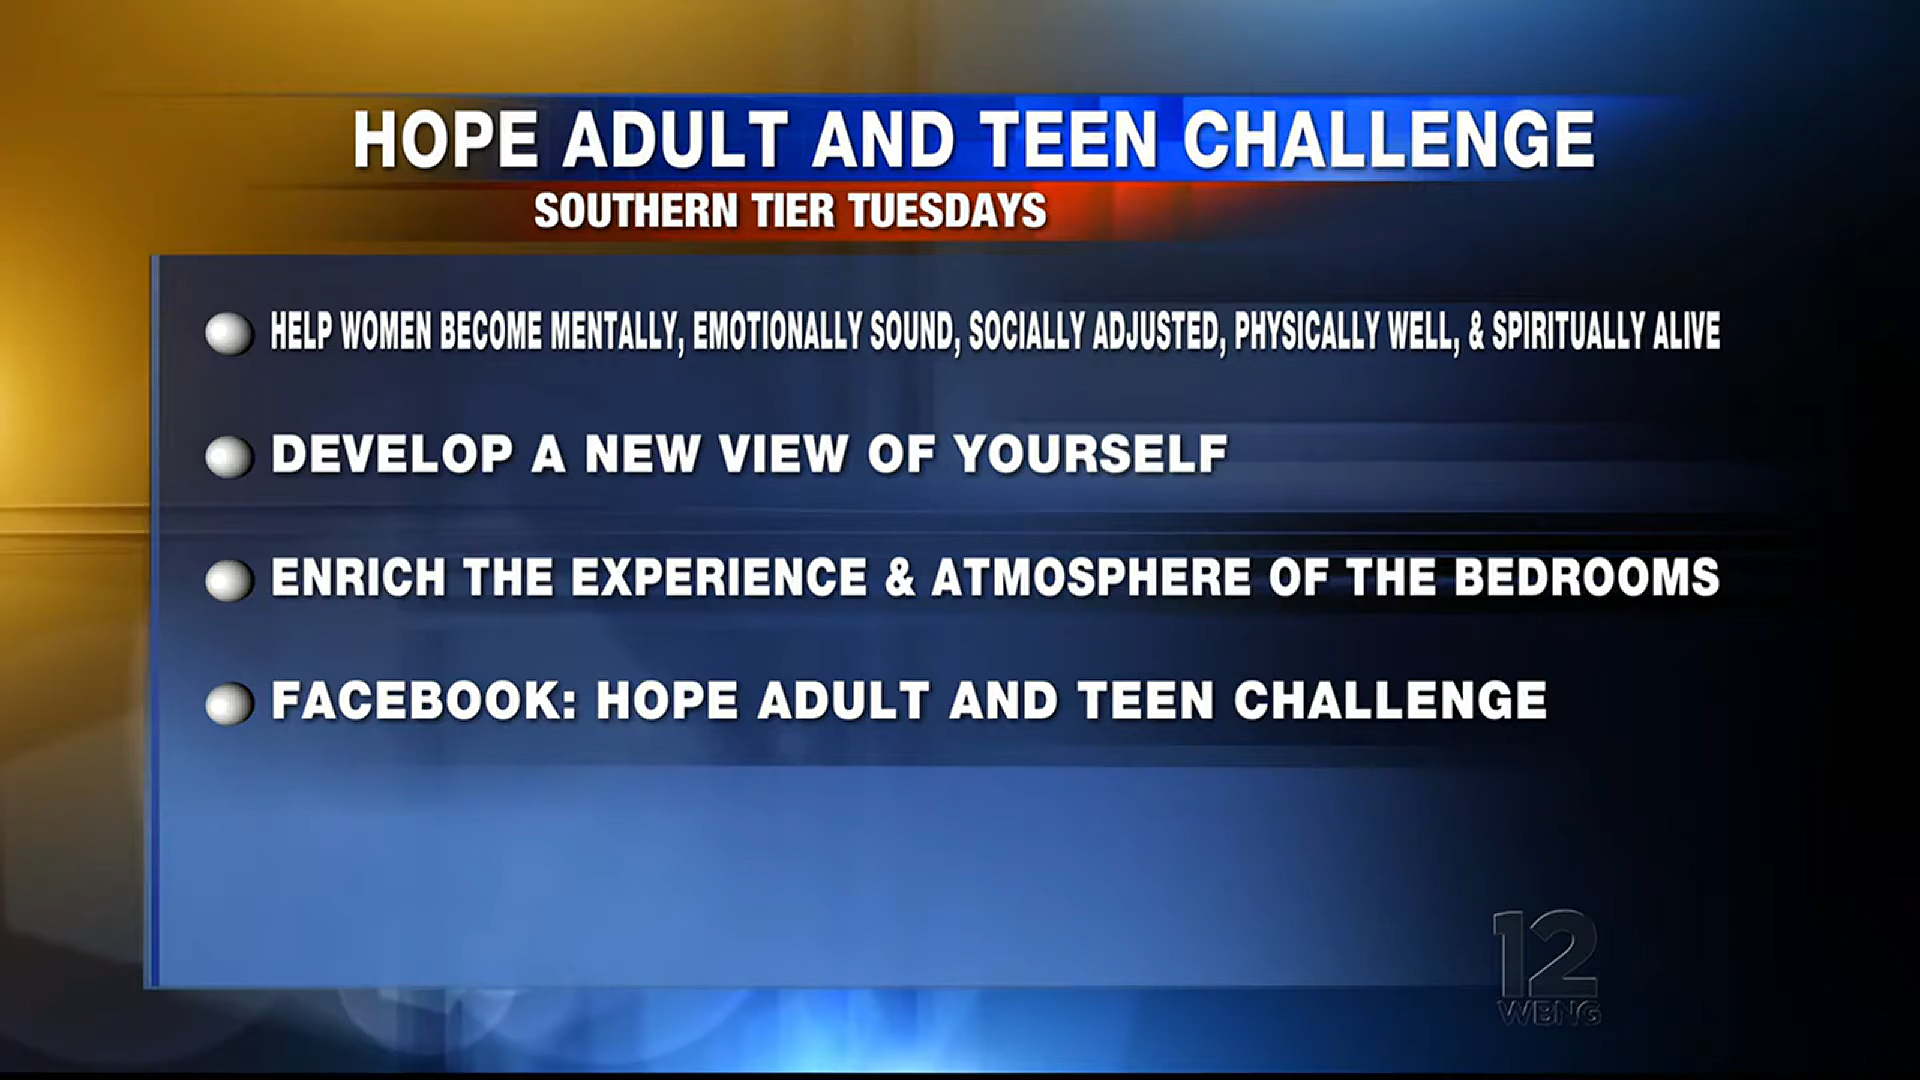 HOPE ADULT AND TEEN CHALLENGE
SOUTHERN TIER TUESDAYS
HELP WOMEN BECOME MENTALLY, EMOTIONALLY SOUND, SOCIALLY ADJUSTED, PHYSICALLY WELL, & SPIRITUALLY ALIVE
DEVELOP A NEW VIEW OF YOURSELF
ENRICH THE EXPERIENCE & ATMOSPHERE OF THE BEDROOMS
FACEBOOK: HOPE ADULT AND TEEN CHALLENGE
12
WBNG